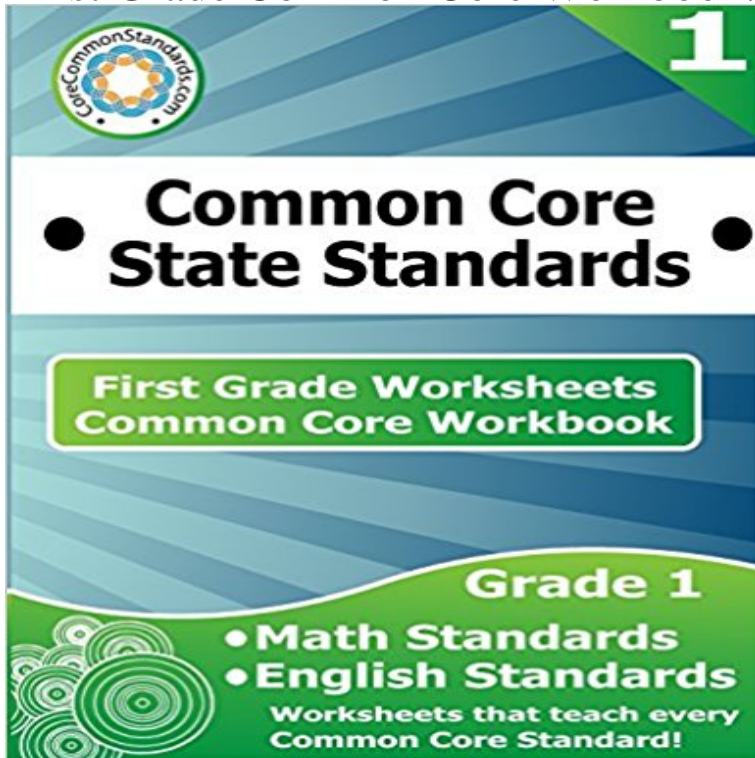 CoreCommonStandards.com
1
• Common Core •
State Standards
First Grade Worksheets
Common Core Workbook
Grade 1
•Math Standards
•English Standards
Worksheets that teach every
Common Core Standard!